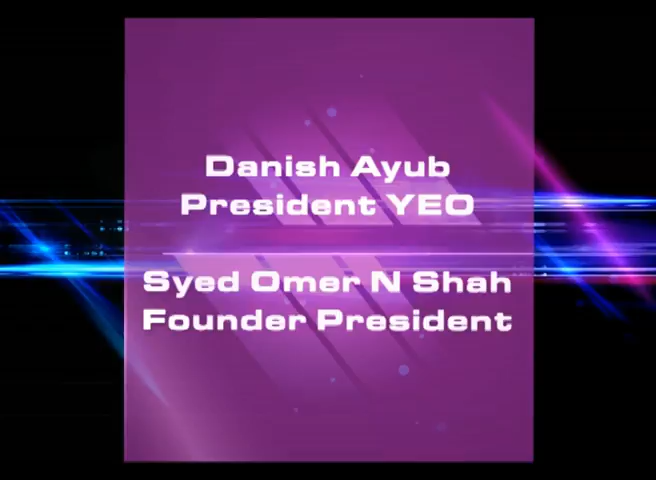 Danish Ayub
President YEO
Syed Omer N Shah
Founder President